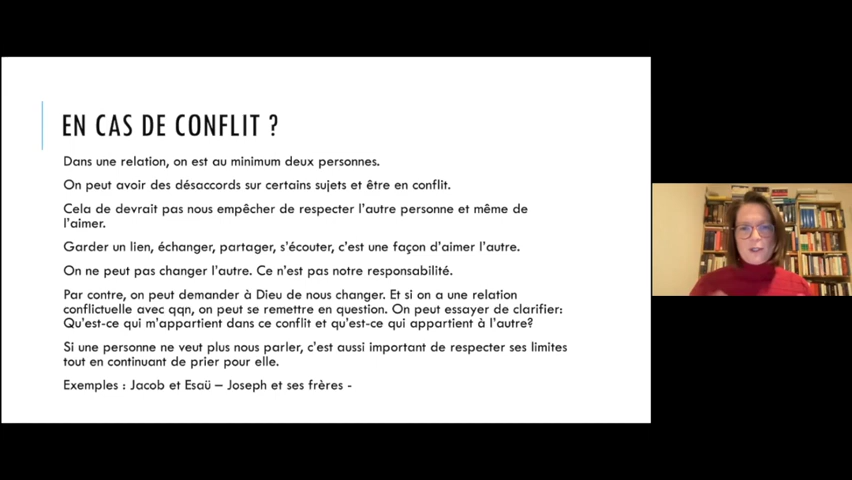 EN CAS DE CONFLIT ?
Dans une relation, on est au minimum deux personnes.
On peut avoir des désaccords sur certains sujets et être en conflit.
Cela de devrait pas nous empêcher de respecter l'autre personne et même de
l'aimer.
Garder un lien, échanger, partager, s'écouter, c'est une façon d'aimer l'autre.
On ne peut pas changer l'autre. Ce n'est pas notre responsabilité.
Par contre, on peut demander à Dieu de nous changer. Et si on a une relation
conflictuelle avec qqn, on peut se remettre en question. On peut essayer de clarifier:
Qu'est-ce qui m'appartient dans ce conflit et qu'est-ce qui appartient à l'autre?
Si une personne ne veut plus nous parler, c'est aussi important de respecter ses limites
tout en continuant de prier pour elle.
Exemples : Jacob et Esaü – Joseph et ses frères -